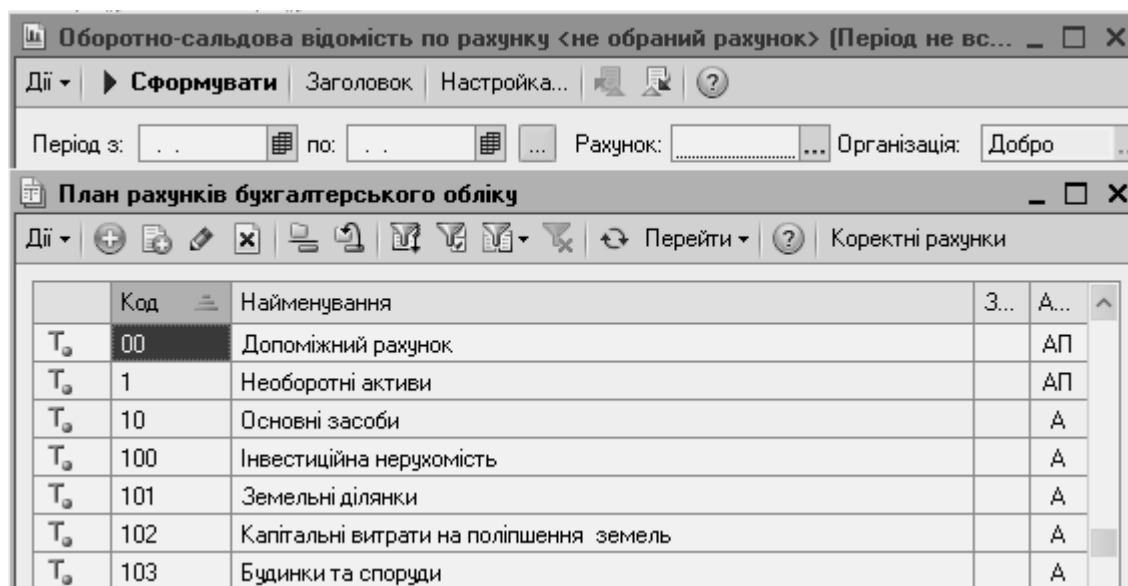 Оборотно-сальдова відомість по рахунку <не обраний рахунок> (Період не вс...
Дії Сформувати Заголовок Настройка... ?
Період з: . . по: . . ... Рахунок: ... Організація: Добро ...
План рахунків бухгалтерського обліку
Дії Перейти ? Коректні рахунки
Код Найменування З... А...
Т 00 Допоміжний рахунок АП
Т 1 Необоротні активи АП
Т 10 Основні засоби А
Т 100 Інвестиційна нерухомість А
Т 101 Земельні ділянки А
Т 102 Капітальні витрати на поліпшення земель А
Т 103 Будинки та споруди А